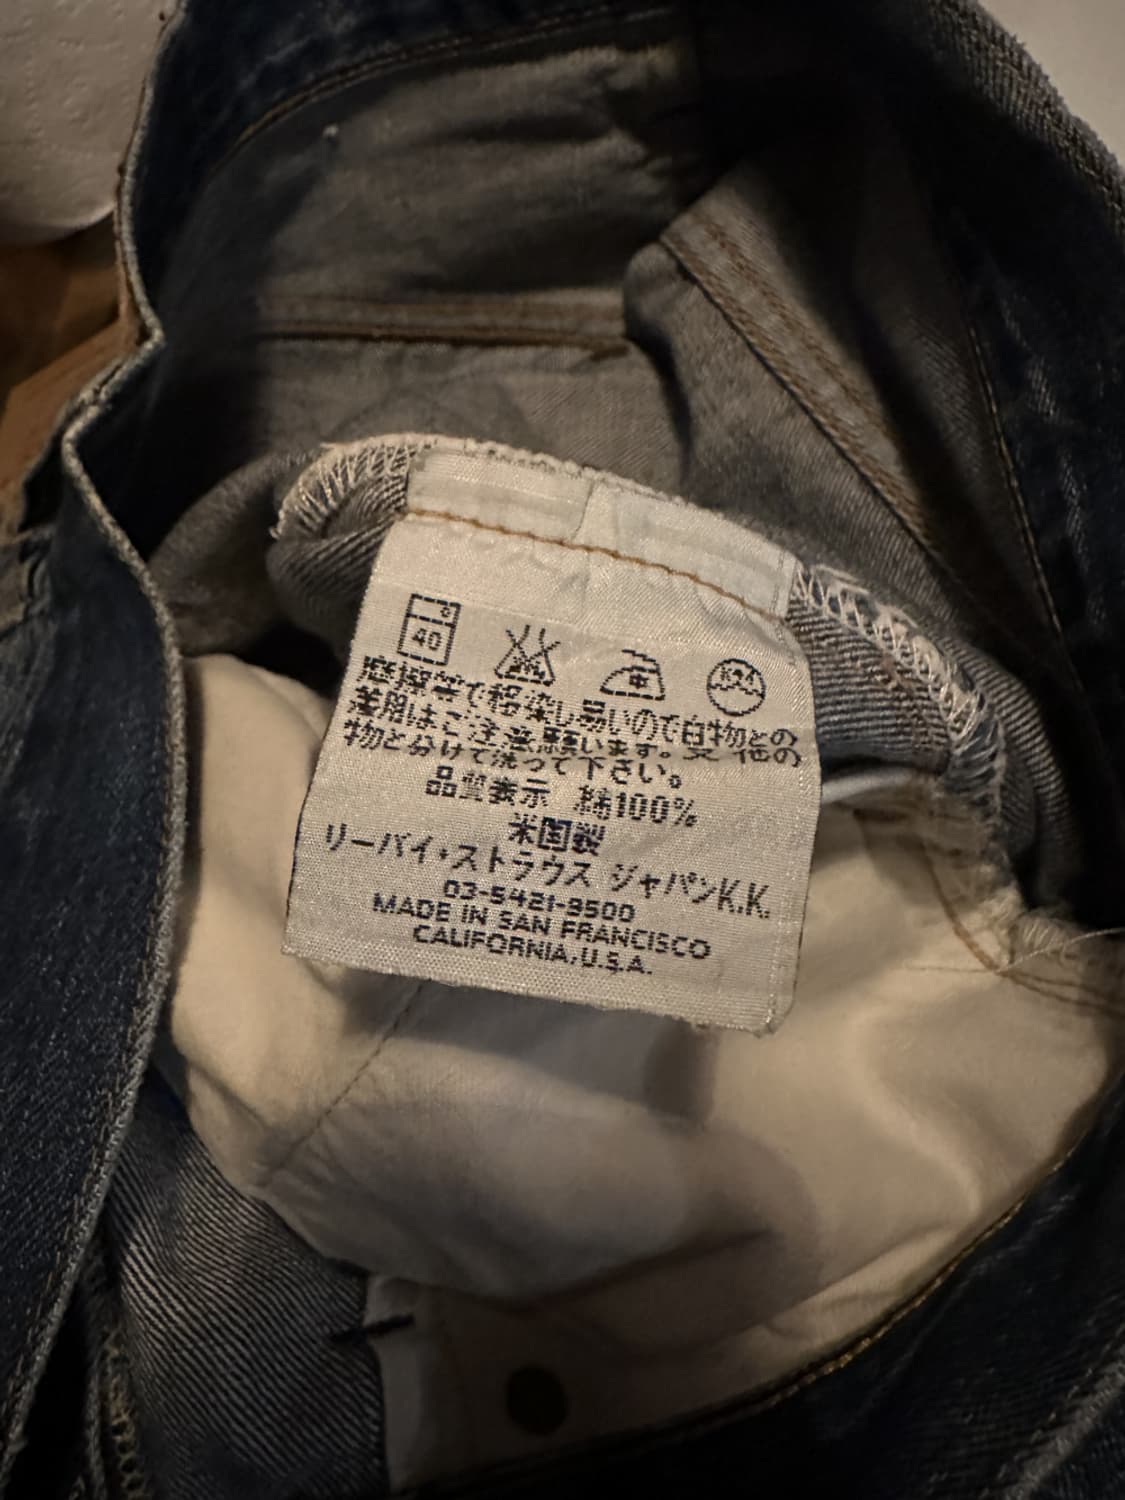 40
摩擦等で移染し易いので白物との
着用はご注意願います。又 他の
物と分けて洗って下さい。
品質表示 綿100%
米国製
リーバイ・ストラウス ジャパンK.K.
03-5421-9500
MADE IN SAN FRANCISCO
CALIFORNIA,U.S.A.